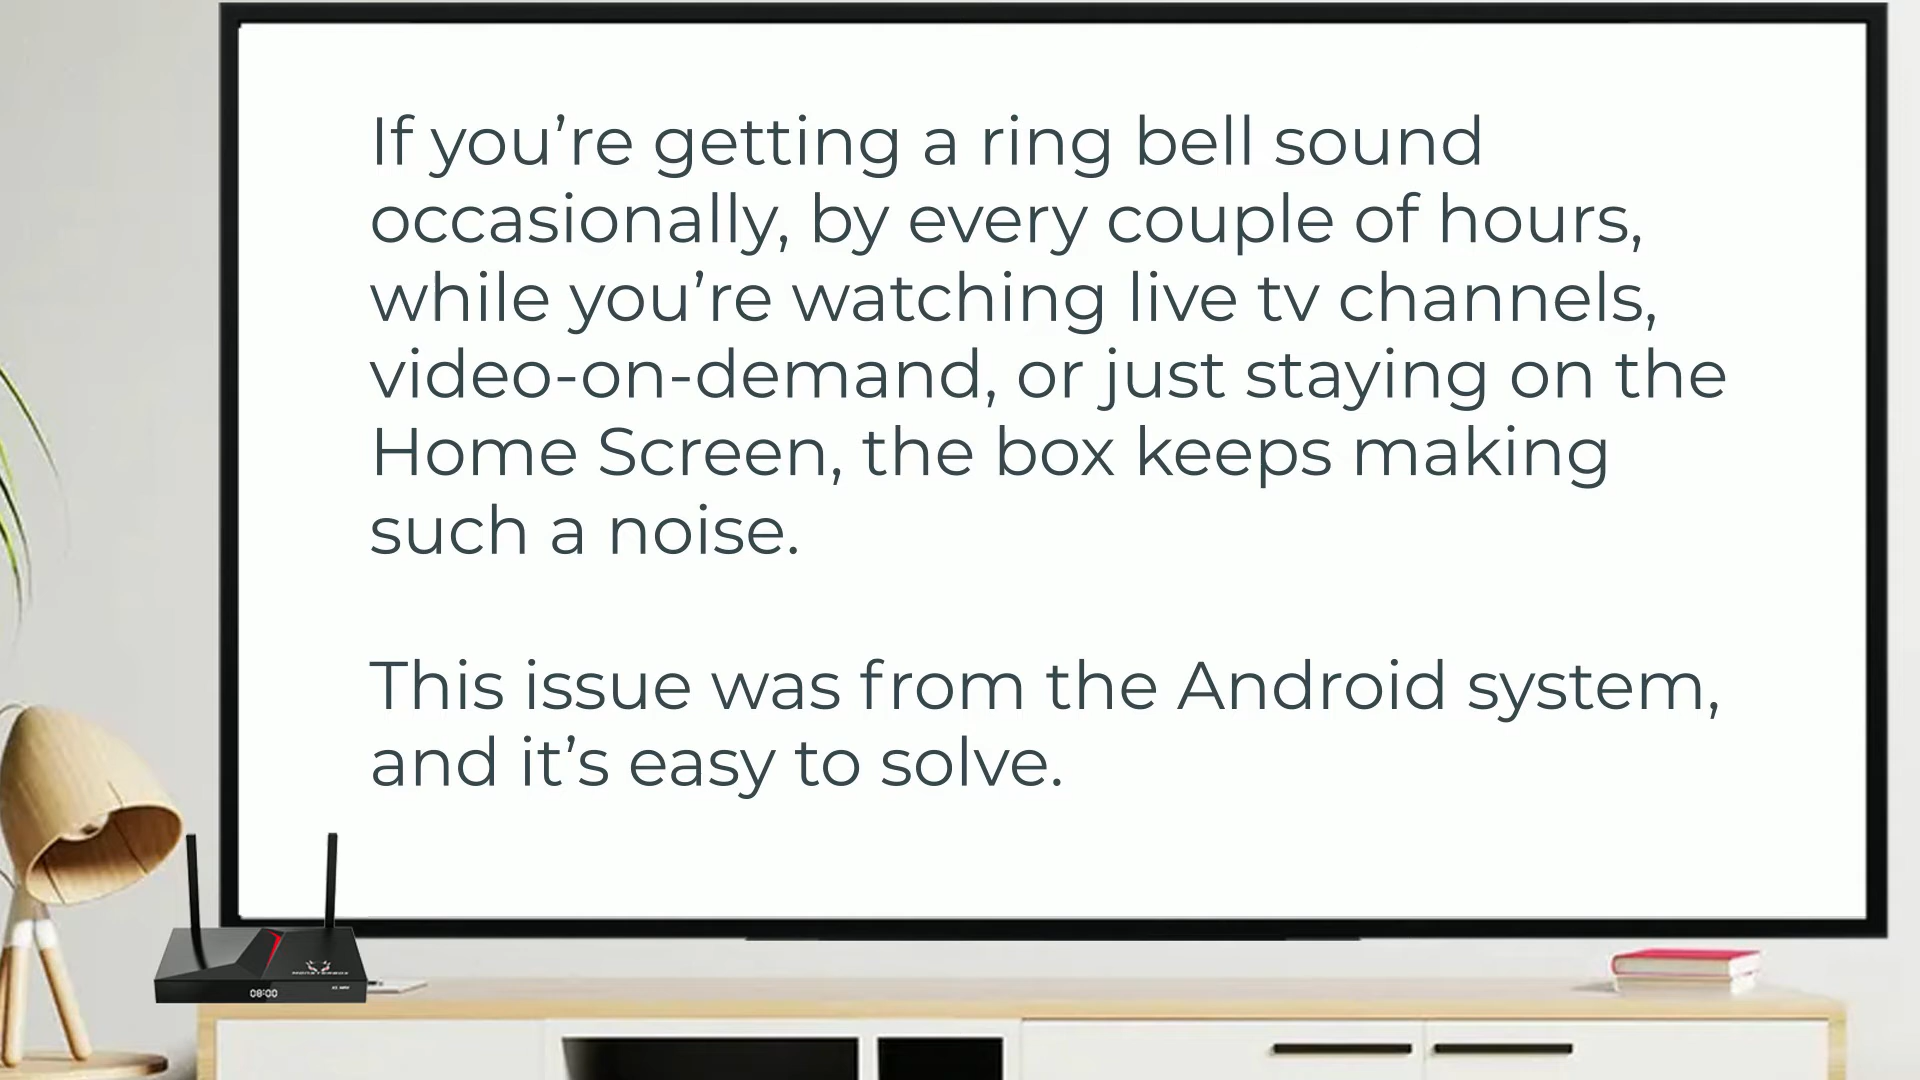 If you’re getting a ring bell sound
occasionally, by every couple of hours,
while you’re watching live tv channels,
video-on-demand, or just staying on the
Home Screen, the box keeps making
such a noise.
This issue was from the Android system,
and it’s easy to solve.
08:00